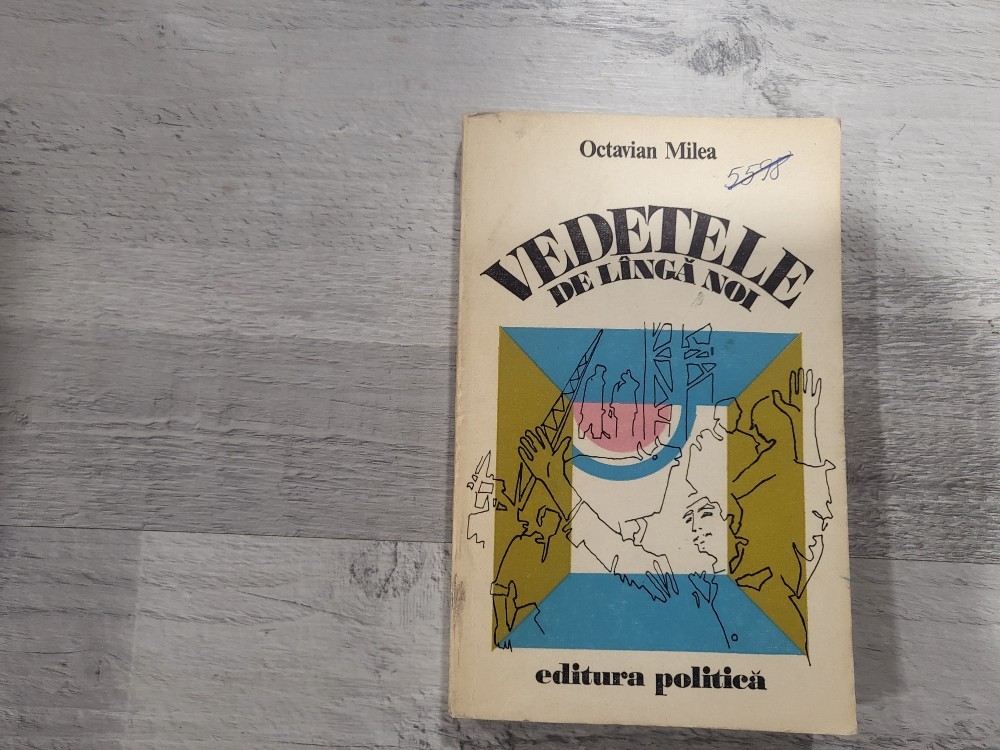 Octavian Milea
5598
VEDETELE
DE LÎNGĂ NOI
editura politică